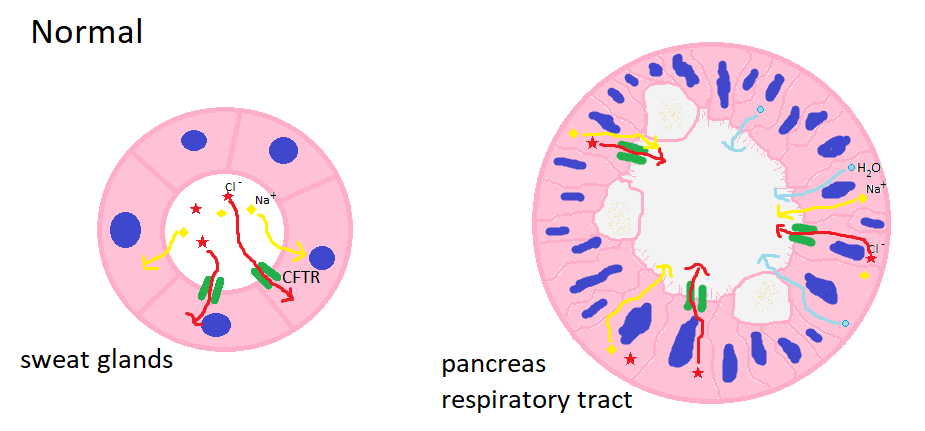 Normal
Cl⁻
Na⁺
CFTR
sweat glands
H₂O
Na⁺
Cl⁻
pancreas
respiratory tract